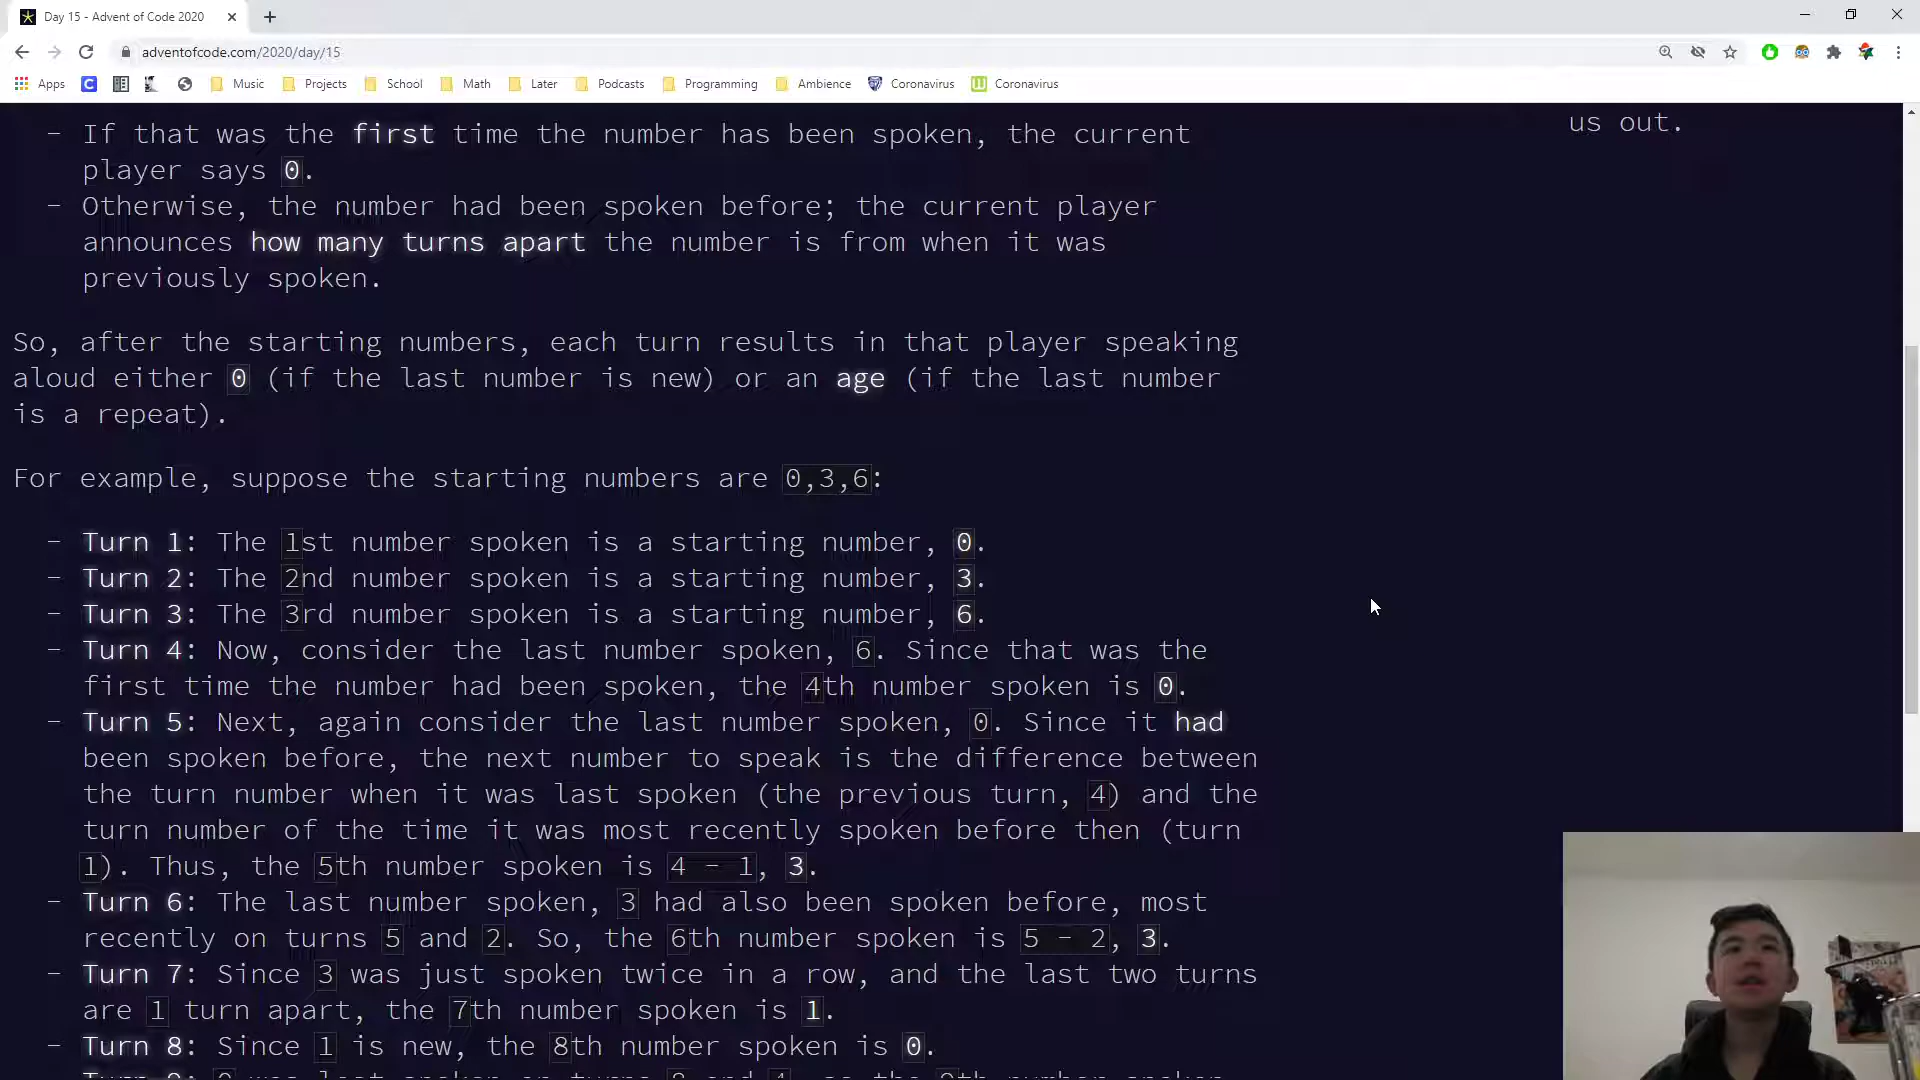 Day 15 - Advent of Code 2020
adventofcode.com/2020/day/15
Apps Music Projects School Math Later Podcasts Programming Ambience Coronavirus Coronavirus
us out.
- If that was the first time the number has been spoken, the current
player says 0.
- Otherwise, the number had been spoken before; the current player
announces how many turns apart the number is from when it was
previously spoken.
So, after the starting numbers, each turn results in that player speaking
aloud either 0 (if the last number is new) or an age (if the last number
is a repeat).
For example, suppose the starting numbers are 0,3,6:
- Turn 1: The 1st number spoken is a starting number, 0.
- Turn 2: The 2nd number spoken is a starting number, 3.
- Turn 3: The 3rd number spoken is a starting number, 6.
- Turn 4: Now, consider the last number spoken, 6. Since that was the
first time the number had been spoken, the 4th number spoken is 0.
- Turn 5: Next, again consider the last number spoken, 0. Since it had
been spoken before, the next number to speak is the difference between
the turn number when it was last spoken (the previous turn, 4) and the
turn number of the time it was most recently spoken before then (turn
1). Thus, the 5th number spoken is 4 - 1, 3.
- Turn 6: The last number spoken, 3 had also been spoken before, most
recently on turns 5 and 2. So, the 6th number spoken is 5 - 2, 3.
- Turn 7: Since 3 was just spoken twice in a row, and the last two turns
are 1 turn apart, the 7th number spoken is 1.
- Turn 8: Since 1 is new, the 8th number spoken is 0.